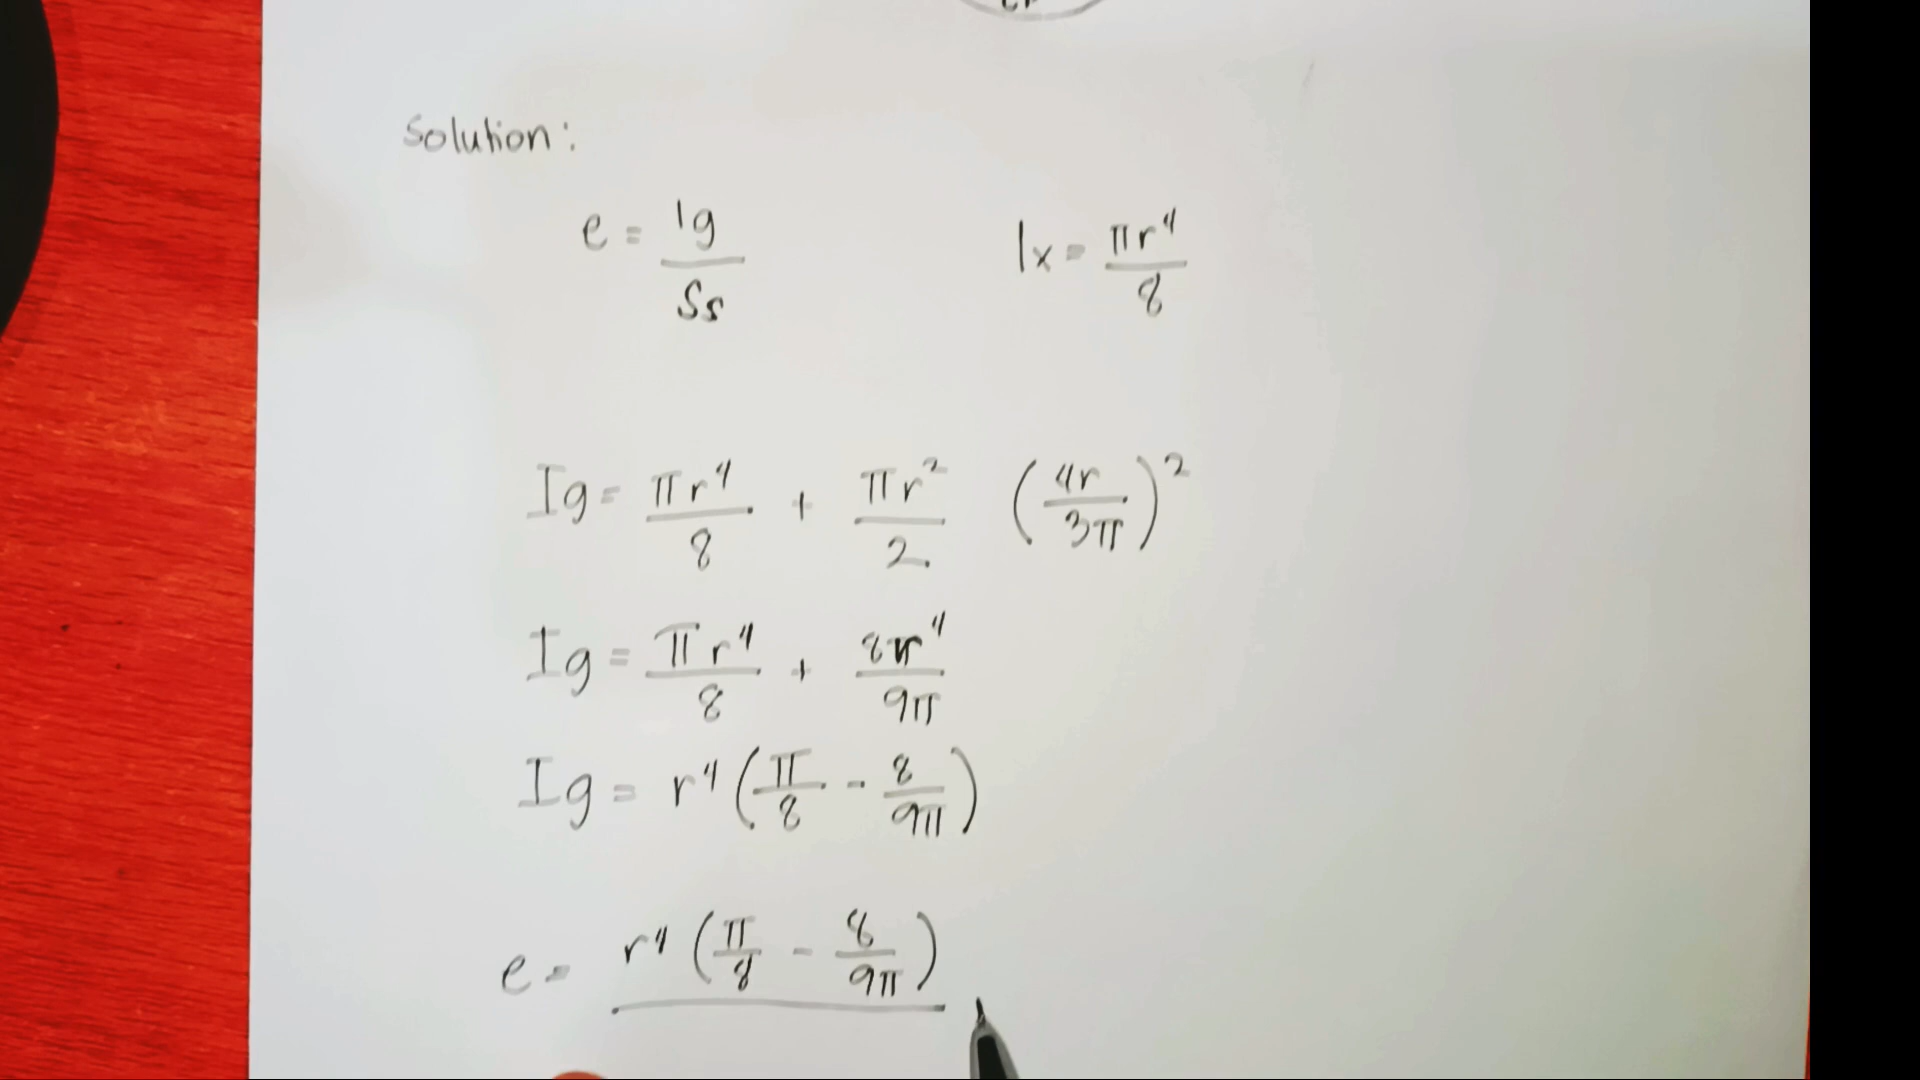 Solution:
e = Ig / Ss    Ix = πr⁴ / 8
Ig = πr⁴ / 8 + πr² / 2 (4r / 3π)²
Ig = πr⁴ / 8 + 8r⁴ / 9π
Ig = r⁴ (π / 8 - 8 / 9π)
e = r⁴ (π / 8 - 8 / 9π)